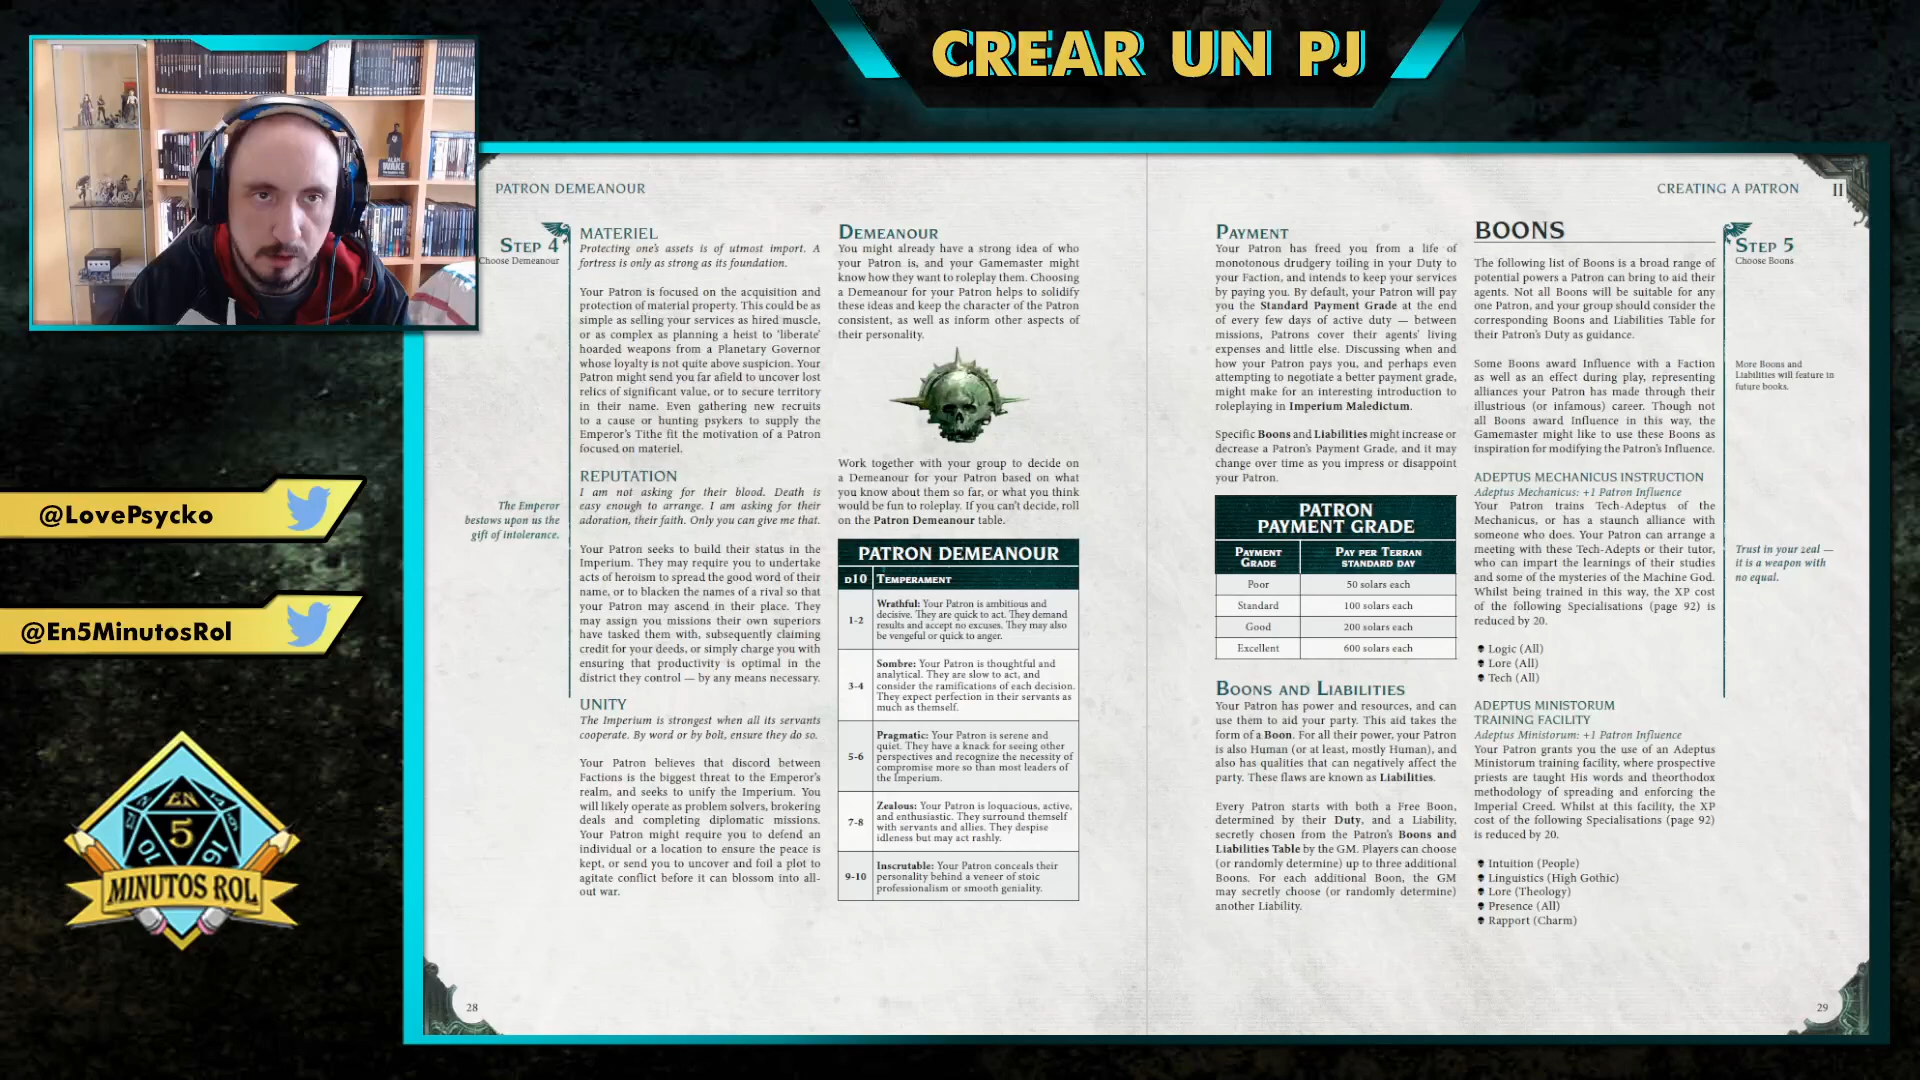 CREAR UN PJ
ALAN
WAKE
@LovePsycko
@En5MinutosRol
EN
5
MINUTOS ROL
PATRON DEMEANOUR
STEP 4
Choose Demeanour
The Emperor
bestows upon us the
gift of intolerance.
MATERIEL
Protecting one's assets is of utmost import. A
fortress is only as strong as its foundation.
Your Patron is focused on the acquisition and
protection of material property. This could be as
simple as selling your services as hired muscle,
or as complex as planning a heist to 'liberate'
hoarded weapons from a Planetary Governor
whose loyalty is not quite above suspicion. Your
Patron might send you far afield to uncover lost
relics of significant value, or to secure territory
in their name. Even gathering new recruits
to a cause or hunting psykers to supply the
Emperor's Tithe fit the motivation of a Patron
focused on materiel.
REPUTATION
I am not asking for their blood. Death is
easy enough to arrange. I am asking for their
adoration, their faith. Only you can give me that.
Your Patron seeks to build their status in the
Imperium. They may require you to undertake
acts of heroism to spread the good word of their
name, or to blacken the names of a rival so that
your Patron may ascend in their place. They
may assign you missions their own superiors
have tasked them with, subsequently claiming
credit for your deeds, or simply charge you with
ensuring that productivity is optimal in the
district they control — by any means necessary.
UNITY
The Imperium is strongest when all its servants
cooperate. By word or by bolt, ensure they do so.
Your Patron believes that discord between
Factions is the biggest threat to the Emperor's
realm, and seeks to unify the Imperium. You
will likely operate as problem solvers, brokering
deals and completing diplomatic missions.
Your Patron might require you to defend an
individual or a location to ensure the peace is
kept, or send you to uncover and foil a plot to
agitate conflict before it can blossom into all-
out war.
DEMEANOUR
You might already have a strong idea of who
your Patron is, and your Gamemaster might
know how they want to roleplay them. Choosing
a Demeanour for your Patron helps to solidify
these ideas and keep the character of the Patron
consistent, as well as inform other aspects of
their personality.
Work together with your group to decide on
a Demeanour for your Patron based on what
you know about them so far, or what you think
would be fun to roleplay. If you can't decide, roll
on the Patron Demeanour table.
PATRON DEMEANOUR
D10 TEMPERAMENT
1-2
Wrathful: Your Patron is ambitious and
decisive. They are quick to act. They demand
results and accept no excuses. They may also
be vengeful or quick to anger.
3-4
Sombre: Your Patron is thoughtful and
analytical. They are slow to act, and
consider the ramifications of each decision.
They expect perfection in their servants as
much as themself.
5-6
Pragmatic: Your Patron is serene and
quiet. They have a knack for seeing other
perspectives and recognize the necessity of
compromise more so than most leaders of
the Imperium.
7-8
Zealous: Your Patron is loquacious, active,
and enthusiastic. They surround themself
with servants and allies. They despise
idleness but may act rashly.
9-10
Inscrutable: Your Patron conceals their
personality behind a veneer of stoic
professionalism or smooth geniality.
28
CREATING A PATRON II
PAYMENT
Your Patron has freed you from a life of
monotonous drudgery toiling in your Duty to
your Faction, and intends to keep your services
by paying you. By default, your Patron will pay
you the Standard Payment Grade at the end
of every few days of active duty — between
missions, Patrons cover their agents' living
expenses and little else. Discussing when and
how your Patron pays you, and perhaps even
attempting to negotiate a better payment grade,
might make for an interesting introduction to
roleplaying in Imperium Maledictum.
Specific Boons and Liabilities might increase or
decrease a Patron's Payment Grade, and it may
change over time as you impress or disappoint
your Patron.
PATRON
PAYMENT GRADE
PAYMENT
GRADE
PAY PER TERRAN
STANDARD DAY
Poor 50 solars each
Standard 100 solars each
Good 200 solars each
Excellent 600 solars each
BOONS AND LIABILITIES
Your Patron has power and resources, and can
use them to aid your party. This aid takes the
form of a Boon. For all their power, your Patron
is also Human (or at least, mostly Human), and
also has qualities that can negatively affect the
party. These flaws are known as Liabilities.
Every Patron starts with both a Free Boon,
determined by their Duty, and a Liability,
secretly chosen from the Patron's Boons and
Liabilities Table by the GM. Players can choose
(or randomly determine) up to three additional
Boons. For each additional Boon, the GM
may secretly choose (or randomly determine)
another Liability.
BOONS
The following list of Boons is a broad range of
potential powers a Patron can bring to aid their
agents. Not all Boons will be suitable for any
one Patron, and your group should consider the
corresponding Boons and Liabilities Table for
their Patron's Duty as guidance.
Some Boons award Influence with a Faction
as well as an effect during play, representing
alliances your Patron has made through their
illustrious (or infamous) career. Though not
all Boons award Influence in this way, the
Gamemaster might like to use these Boons as
inspiration for modifying the Patron's Influence.
ADEPTUS MECHANICUS INSTRUCTION
Adeptus Mechanicus: +1 Patron Influence
Your Patron trains Tech-Adeptus of the
Mechanicus, or has a staunch alliance with
someone who does. Your Patron can arrange a
meeting with these Tech-Adepts or their tutor,
who can impart the learnings of their studies
and some of the mysteries of the Machine God.
Whilst being trained in this way, the XP cost
of the following Specialisations (page 92) is
reduced by 20.
Logic (All)
Lore (All)
Tech (All)
ADEPTUS MINISTORUM
TRAINING FACILITY
Adeptus Ministorum: +1 Patron Influence
Your Patron grants you the use of an Adeptus
Ministorum training facility, where prospective
priests are taught His words and theorthodox
methodology of spreading and enforcing the
Imperial Creed. Whilst at this facility, the XP
cost of the following Specialisations (page 92)
is reduced by 20.
Intuition (People)
Linguistics (High Gothic)
Lore (Theology)
Presence (All)
Rapport (Charm)
STEP 5
Choose Boons
More Boons and
Liabilities will feature in
future books.
Trust in your zeal —
it is a weapon with
no equal.
29